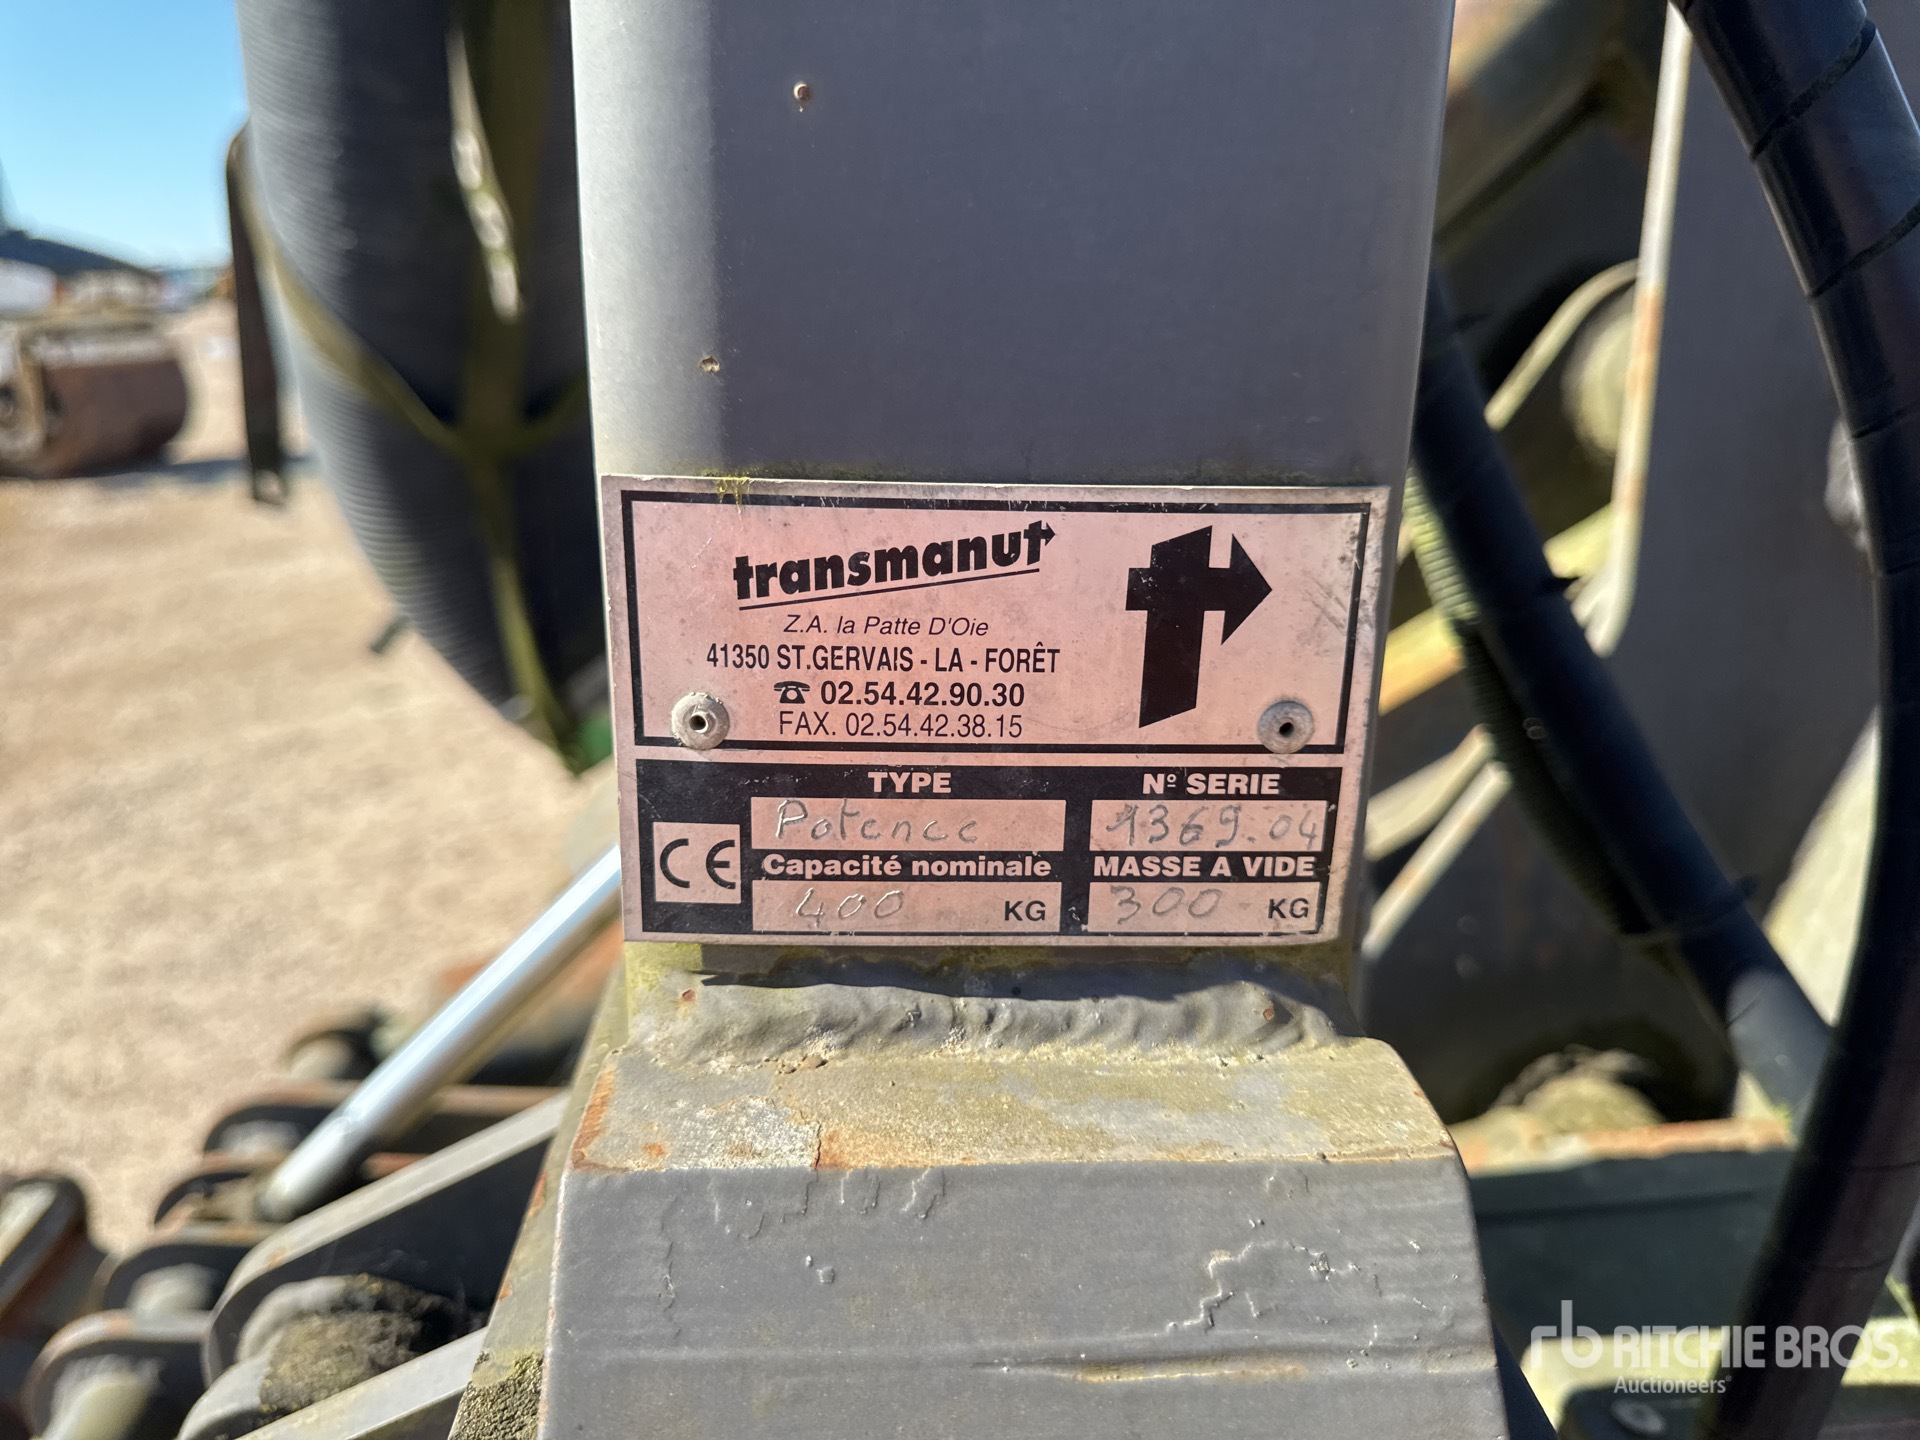 transmanut
Z.A. la Patte D'Oie
41350 ST.GERVAIS - LA - FORÊT
☎ 02.54.42.90.30
FAX. 02.54.42.38.15
TYPE
Potence
Nº SERIE
1369.04
CE
Capacité nominale
400 KG
MASSE A VIDE
300 KG
rb RITCHIE BROS.
Auctioneers